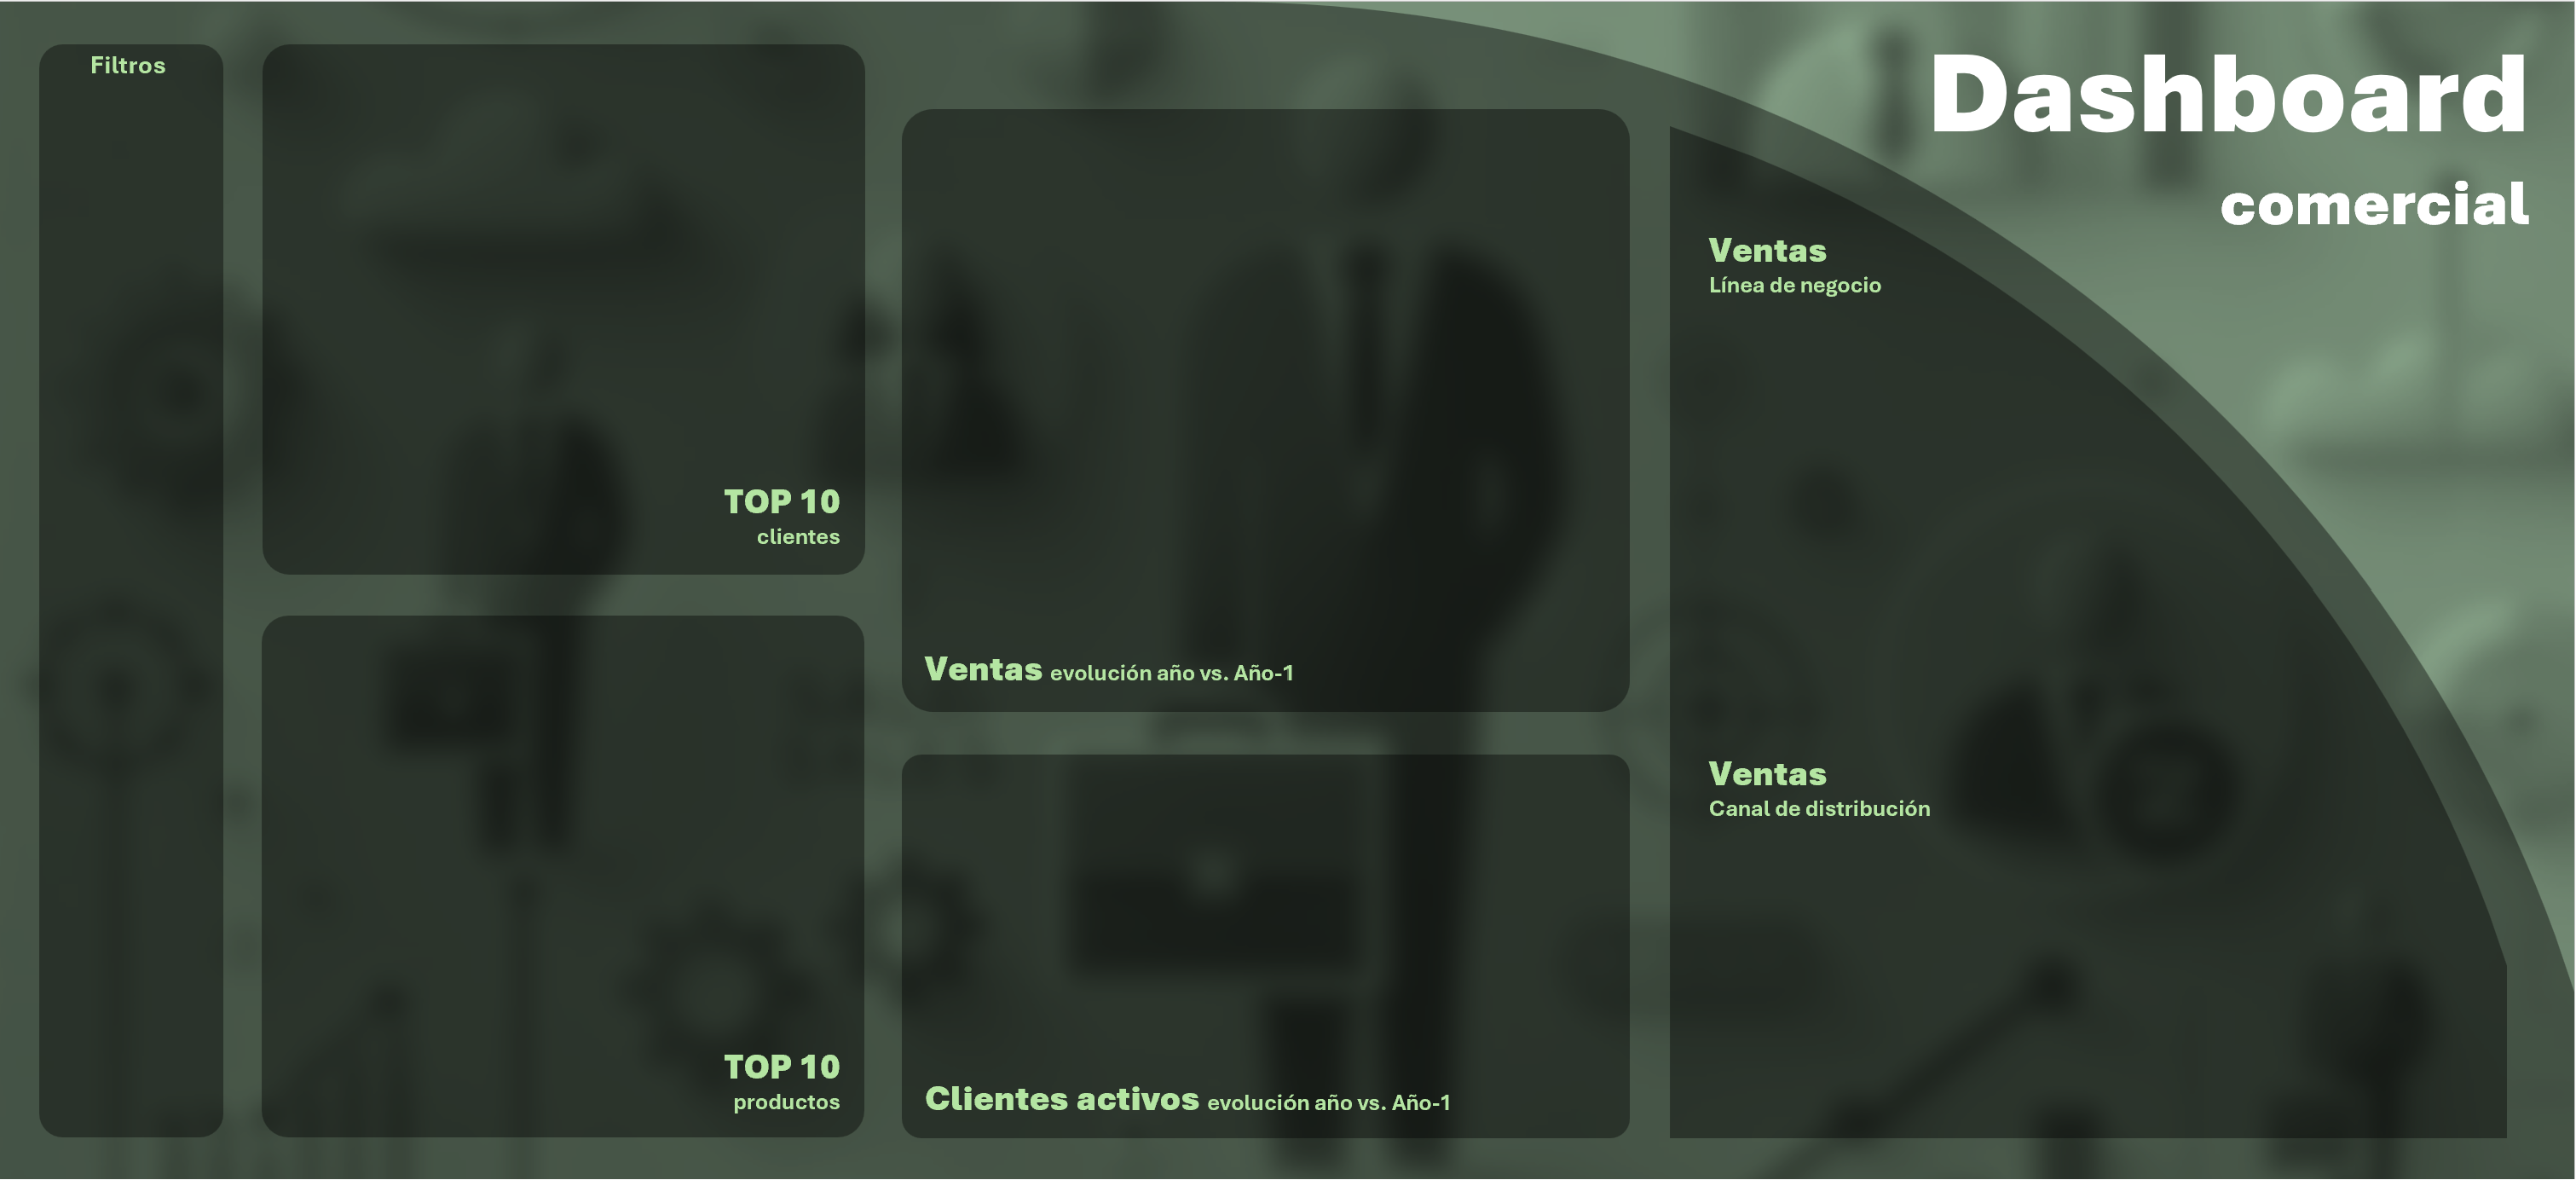 Dashboard
comercial
Filtros
TOP 10
clientes
TOP 10
productos
Ventas evolución año vs. Año-1
Clientes activos evolución año vs. Año-1
Ventas
Línea de negocio
Ventas
Canal de distribución